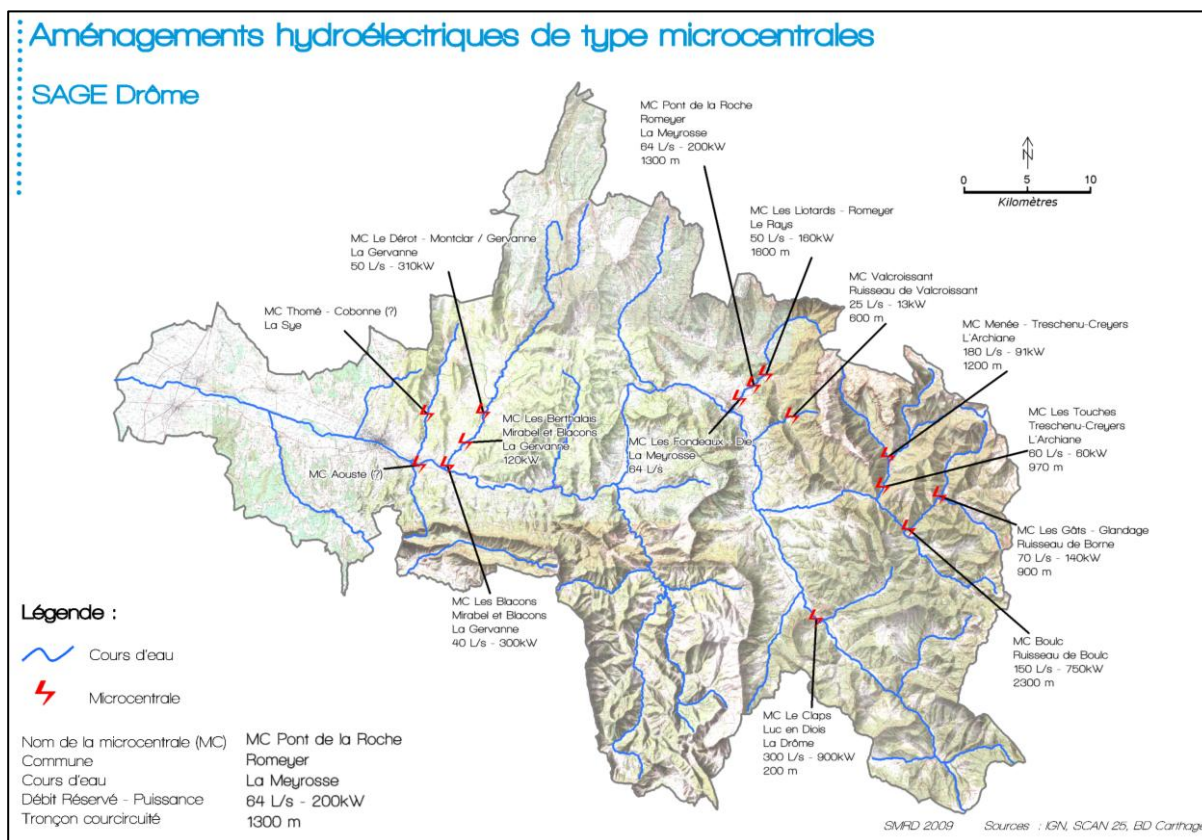 Aménagements hydroélectriques de type microcentrales
SAGE Drôme
MC Pont de la Roche
Romeyer
La Meyrosse
64 L/s - 200kW
1300 m
N
0 5 10
Kilomètres
MC Les Liotards - Romeyer
Le Rays
50 L/s - 160kW
1600 m
MC Le Dérot - Montclar / Gervanne
La Gervanne
50 L/s - 310kW
MC Valcroissant
Ruisseau de Valcroissant
25 L/s - 13kW
600 m
MC Thomé - Cobonne (?)
La Sye
MC Menée - Treschenu-Creyers
L'Archiane
180 L/s - 91kW
1200 m
MC Les Berthalais
Mirabel et Blacons
La Gervanne
120kW
MC Les Fondeaux - Die
La Meyrosse
64 L/s
MC Les Touches
Treschenu-Creyers
L'Archiane
60 L/s - 60kW
970 m
MC Aouste (?)
MC Les Gâts - Glandage
Ruisseau de Borne
70 L/s - 140kW
900 m
MC Les Blacons
Mirabel et Blacons
La Gervanne
40 L/s - 300kW
MC Boulc
Ruisseau de Boulc
150 L/s - 750kW
2300 m
MC Le Claps
Luc en Diois
La Drôme
300 L/s - 900kW
200 m
Légende :
Cours d'eau
Microcentrale
Nom de la microcentrale (MC) MC Pont de la Roche
Commune Romeyer
Cours d'eau La Meyrosse
Débit Réservé - Puissance 64 L/s - 200kW
Tronçon courcircuité 1300 m
SMRD 2009 Sources : IGN, SCAN 25, BD Carthage